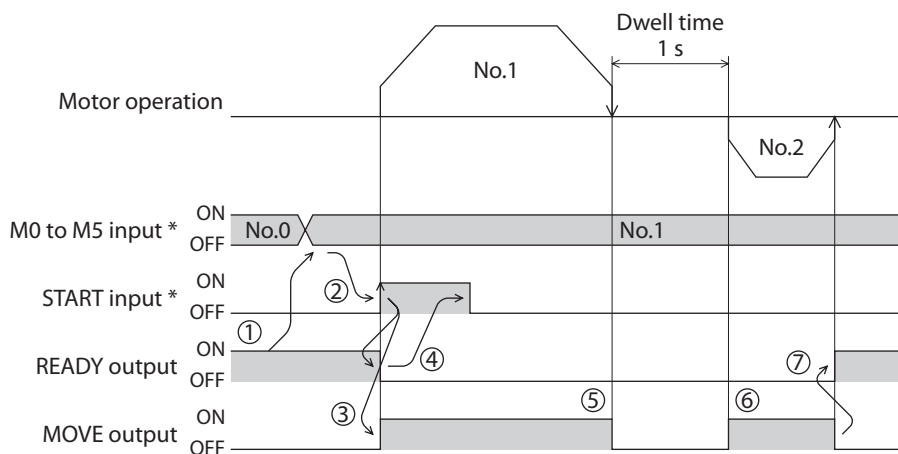 Dwell time
1 s
No.1
Motor operation
No.2
M0 to M5 input *
ON
OFF
No.0
No.1
START input *
ON
OFF
②
①
READY output
ON
OFF
④
⑦
③
⑤
⑥
MOVE output
ON
OFF